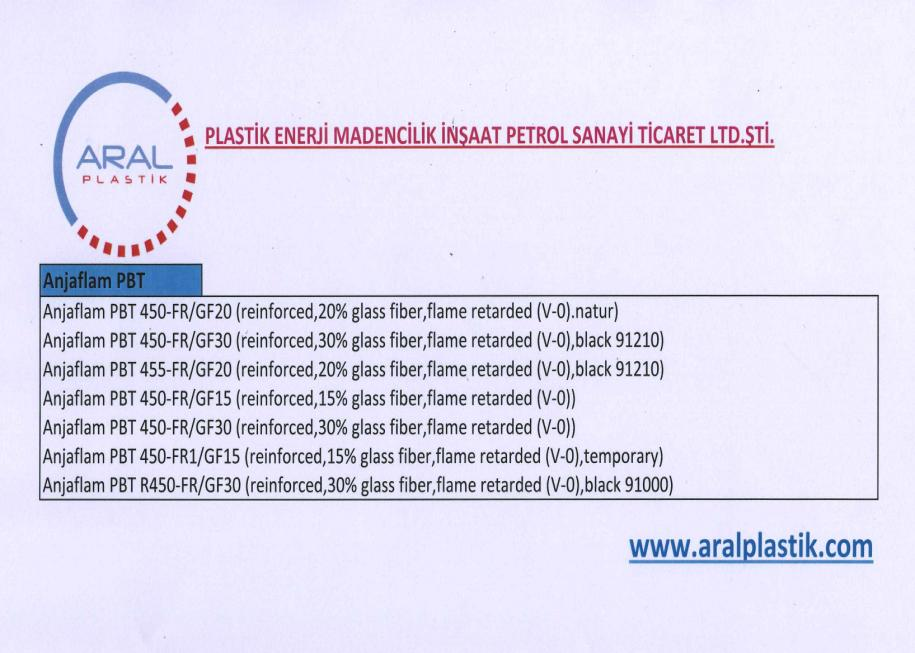 ARAL
PLASTİK
PLASTİK ENERJİ MADENCİLİK İNŞAAT PETROL SANAYİ TİCARET LTD.ŞTİ.
Anjaflam PBT
Anjaflam PBT 450-FR/GF20 (reinforced,20% glass fiber,flame retarded (V-0).natur)
Anjaflam PBT 450-FR/GF30 (reinforced,30% glass fiber,flame retarded (V-0),black 91210)
Anjaflam PBT 455-FR/GF20 (reinforced,20% glass fiber,flame retarded (V-0),black 91210)
Anjaflam PBT 450-FR/GF15 (reinforced,15% glass fiber,flame retarded (V-0))
Anjaflam PBT 450-FR/GF30 (reinforced,30% glass fiber,flame retarded (V-0))
Anjaflam PBT 450-FR1/GF15 (reinforced,15% glass fiber,flame retarded (V-0),temporary)
Anjaflam PBT R450-FR/GF30 (reinforced,30% glass fiber,flame retarded (V-0),black 91000)
www.aralplastik.com